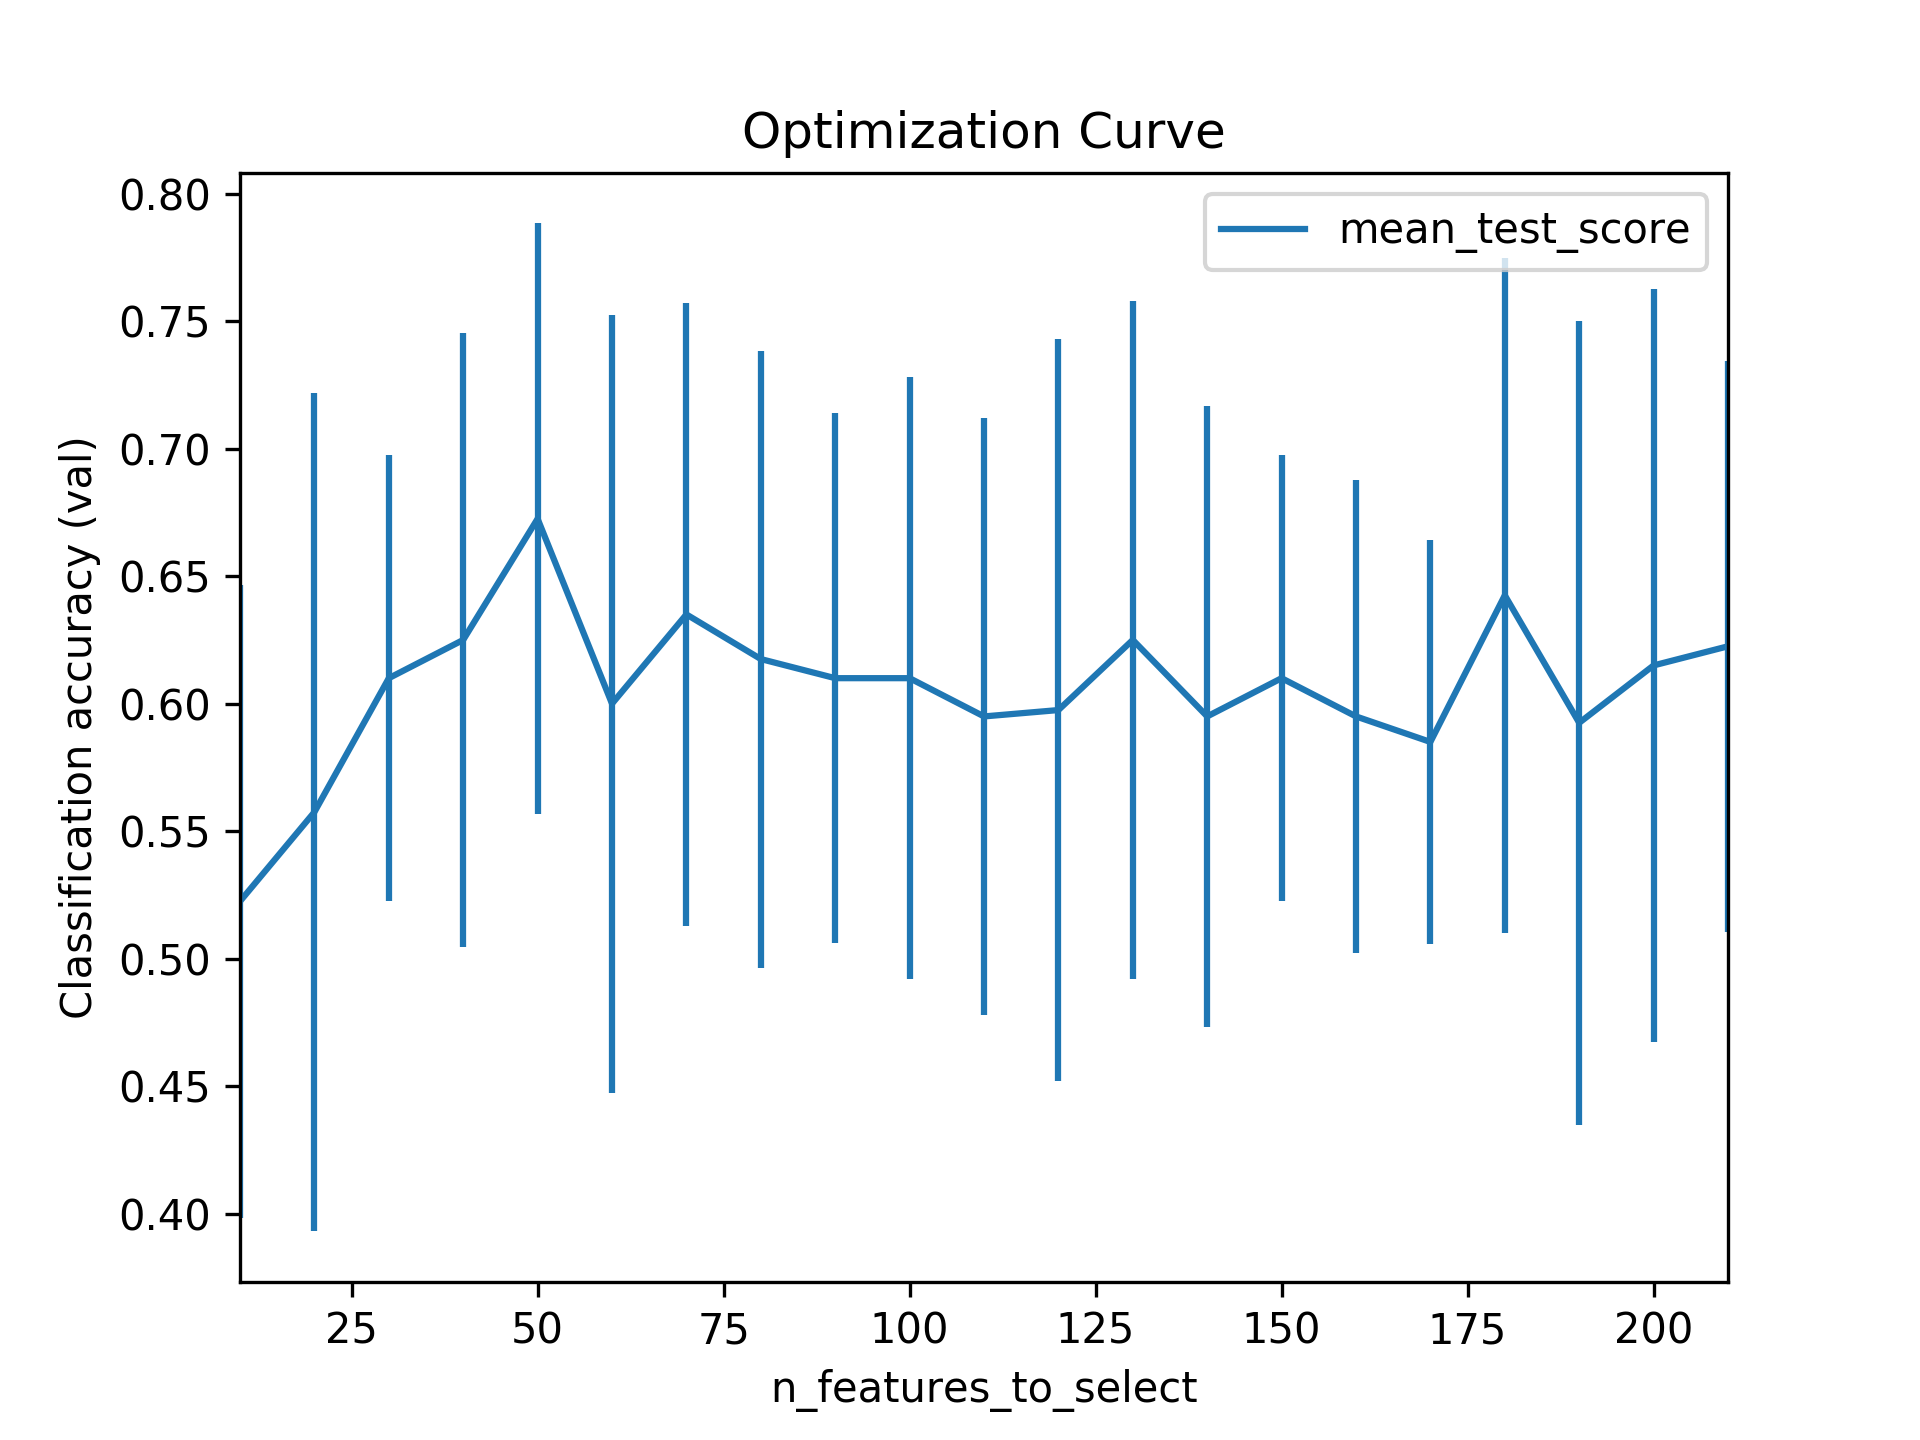 Optimization Curve
mean_test_score
Classification accuracy (val)
0.80
0.75
0.70
0.65
0.60
0.55
0.50
0.45
0.40
25 50 75 100 125 150 175 200
n_features_to_select